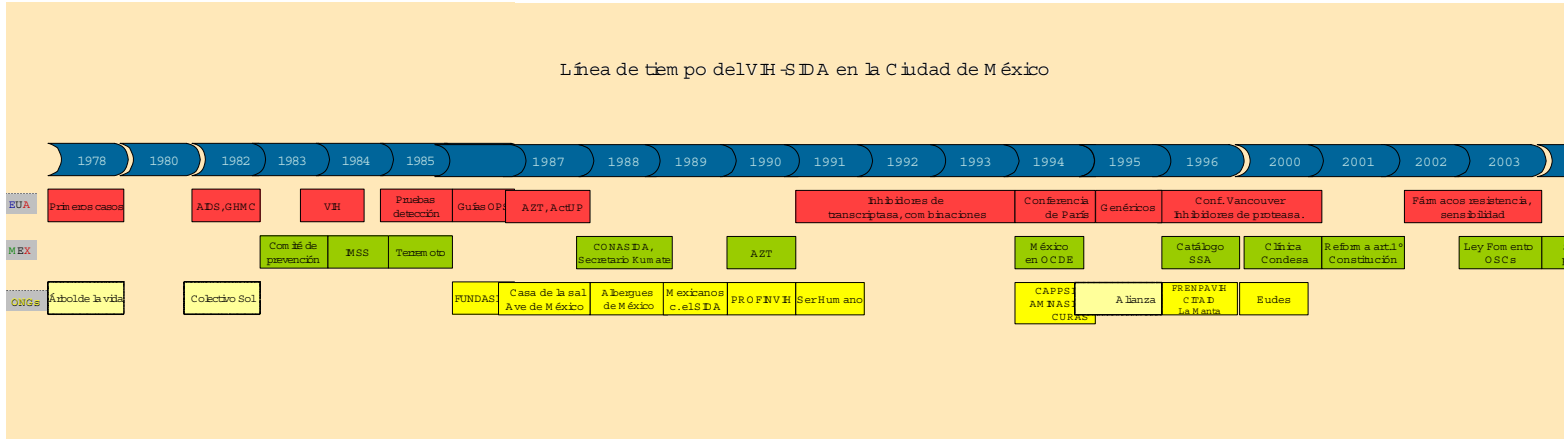 Línea de tiempo del VIH-SIDA en la Ciudad de México
1978 1980 1982 1983 1984 1985 1987 1988 1989 1990 1991 1992 1993 1994 1995 1996 2000 2001 2002 2003
EUA
Primeros casos
AIDS, GHMC
VIH
Pruebas
detección
Guías OPS
AZT, ActUP
Inhibidores de
transcriptasa, combinaciones
Conferencia
de París
Genéricos
Conf. Vancouver
Inhibidores de proteasa.
Fármacos resistencia,
sensibilidad
MEX
Comité de
prevención
IMSS
Terremoto
CONASIDA,
Secretario Kumate
AZT
México
en OCDE
Catálogo
SSA
Clínica
Condesa
Reforma art.1º
Constitución
Ley Fomento
OSCs
ONGs
Árbol de la vida
Colectivo Sol
FUNDASI
Casa de la sal
Ave de México
Albergues
de México
Mexicanos
c.el SIDA
PROFINVIH
Ser Humano
CAPPSI
AMINASI
CURAS
Alianza
FRENPAVIH
CITAID
La Manta
Eudes